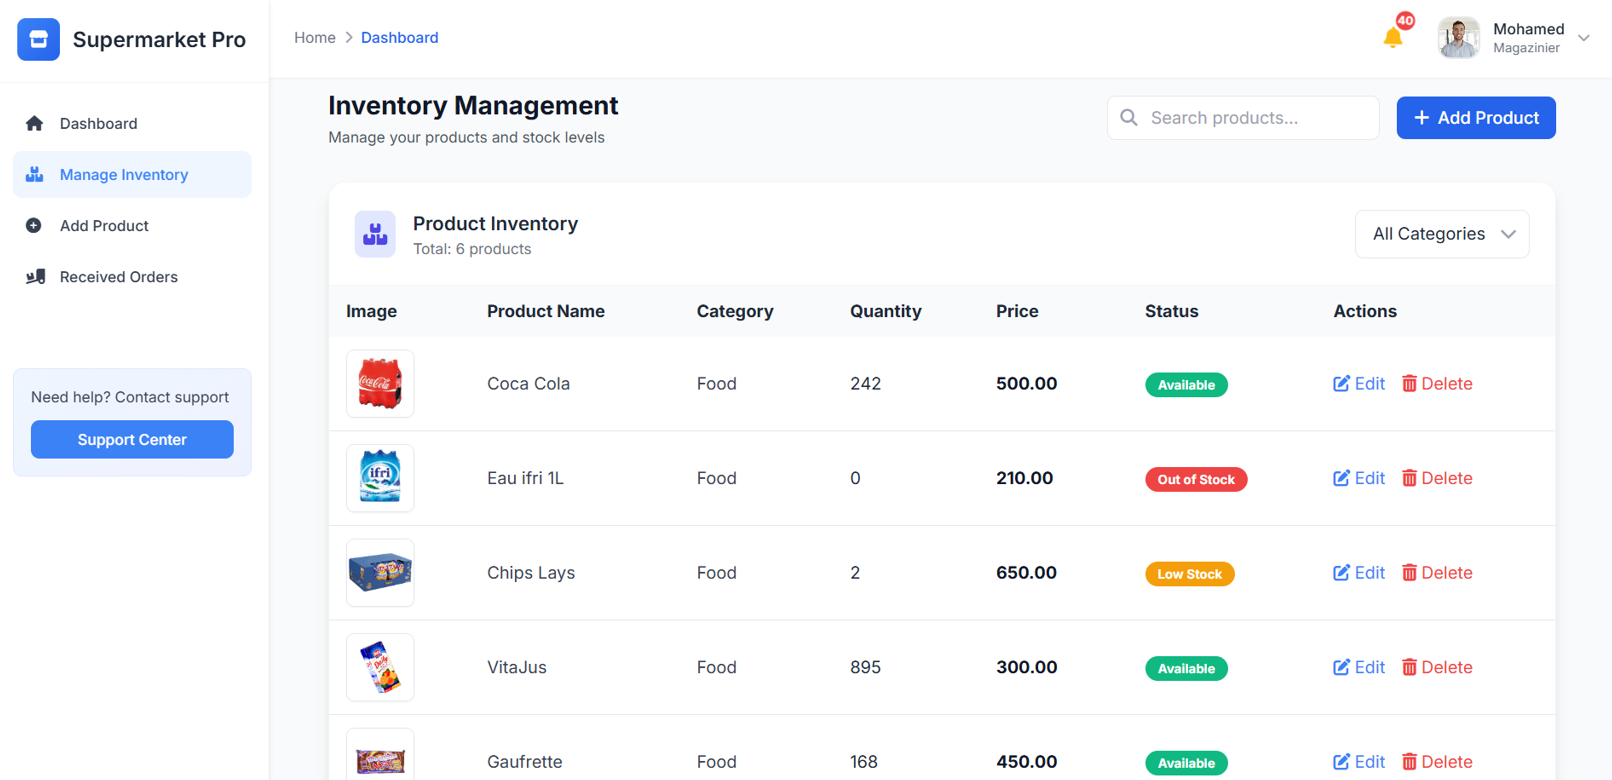 Supermarket Pro
Home > Dashboard
40
Mohamed
Magazinier
Dashboard
Manage Inventory
Add Product
Received Orders
Need help? Contact support
Support Center
Inventory Management
Manage your products and stock levels
Search products...
+ Add Product
Product Inventory
Total: 6 products
All Categories
Image Product Name Category Quantity Price Status Actions
Coca-Cola
Coca Cola Food 242 500.00 Available Edit Delete
ifri
Eau ifri 1L Food 0 210.00 Out of Stock Edit Delete
Chips Lays Food 2 650.00 Low Stock Edit Delete
VitaJus Food 895 300.00 Available Edit Delete
Gaufrette Food 168 450.00 Available Edit Delete